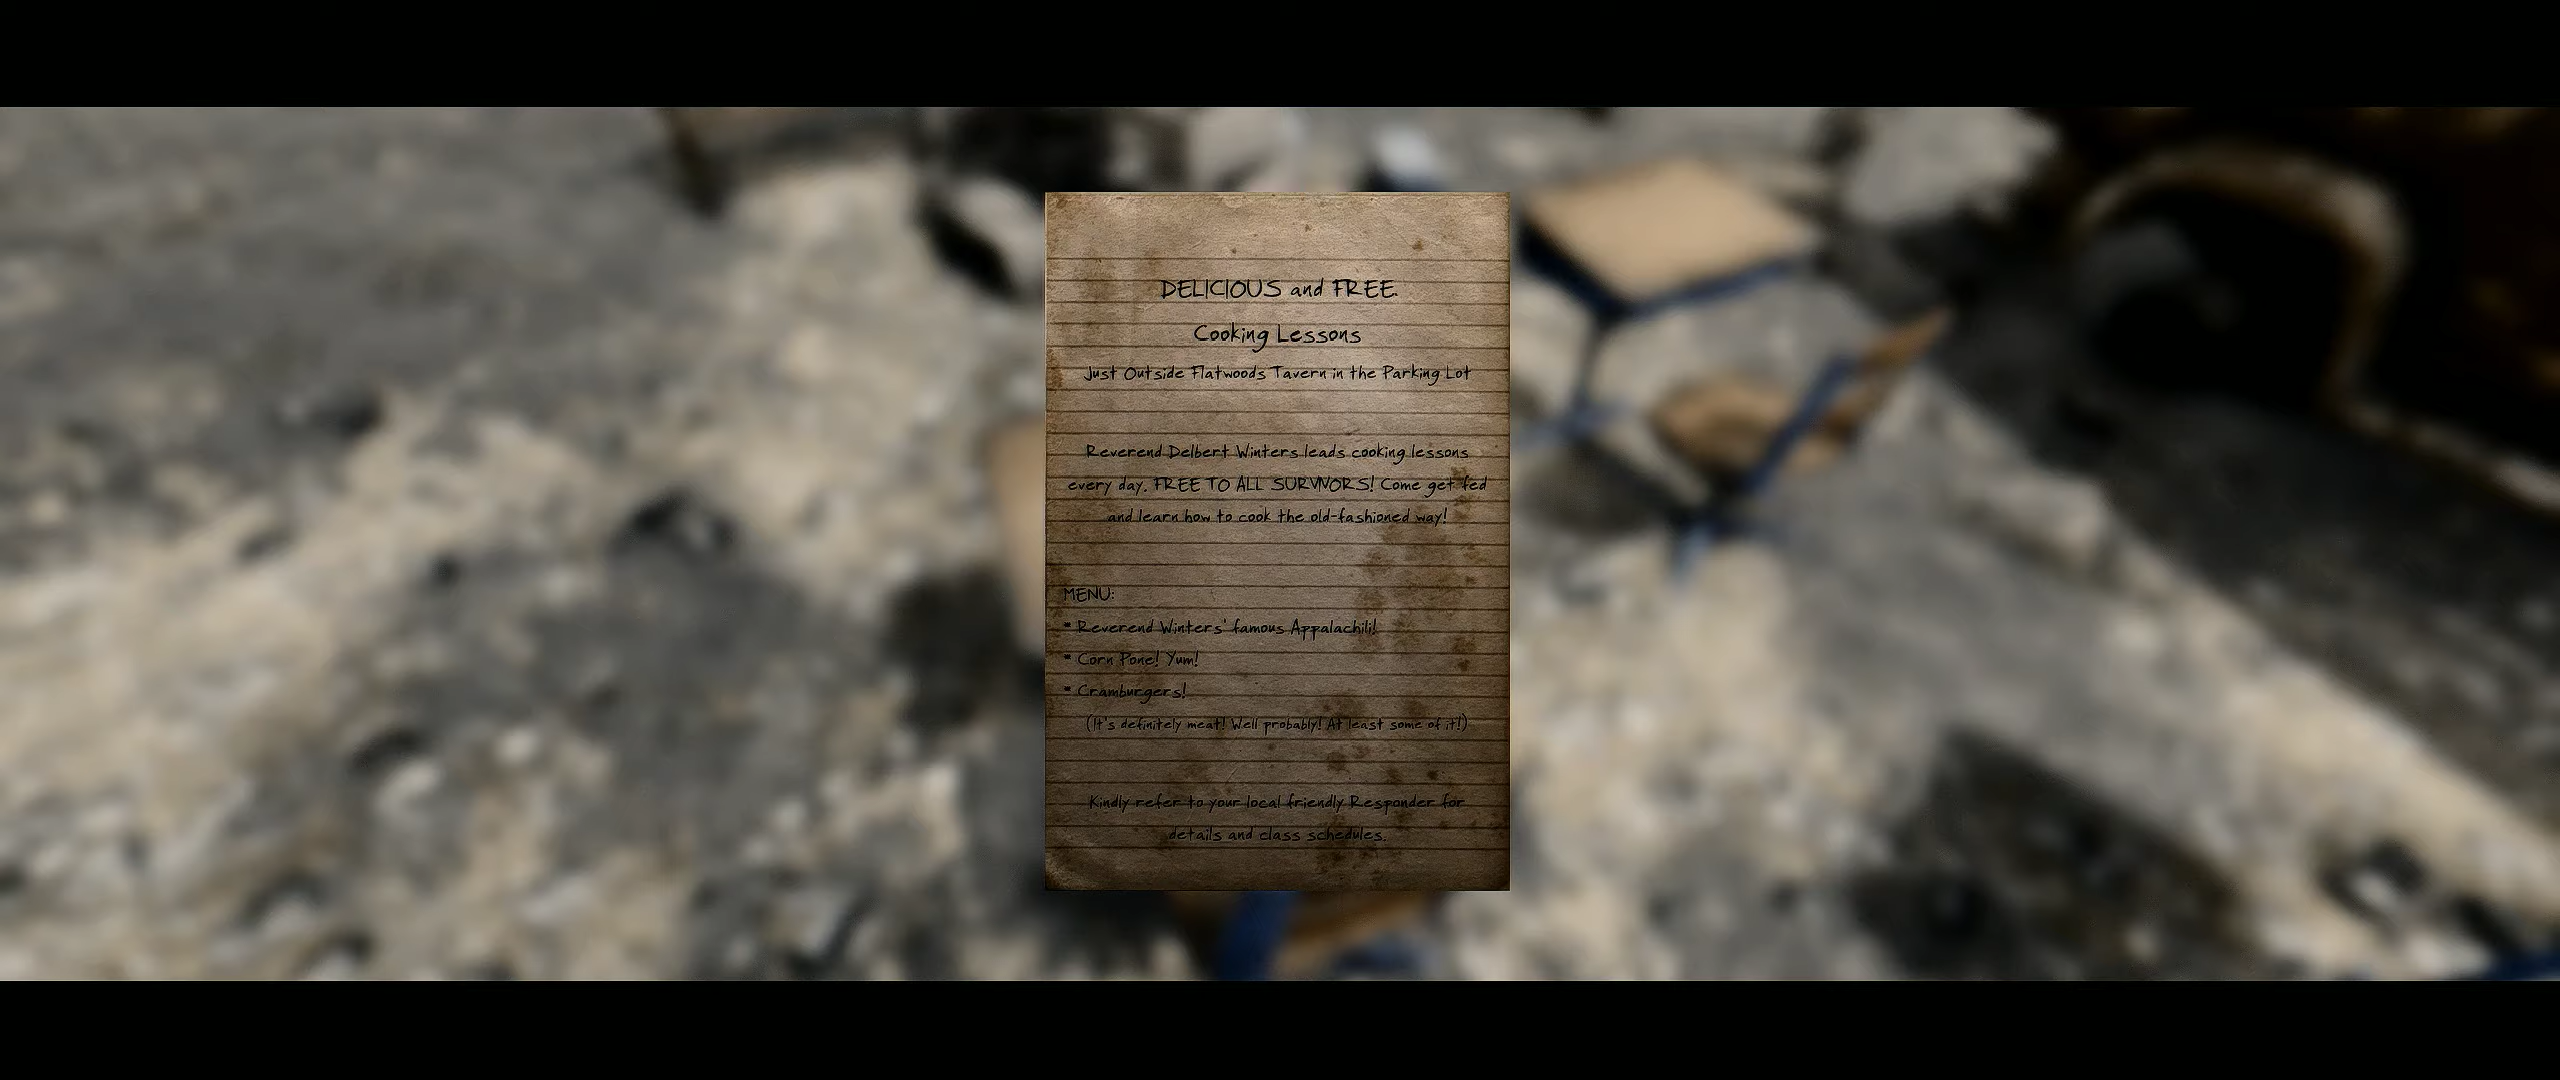 DELICIOUS and FREE.
Cooking Lessons
Just Outside Flatwoods Tavern in the Parking Lot
Reverend Delbert Winters leads cooking lessons
every day. FREE TO ALL SURVIVORS! Come get fed
and learn how to cook the old-fashioned way!
MENU:
* Reverend Winters' famous Appalachili!
* Corn Pone! Yum!
* Cramburgers!
(It's definitely meat! Well probably! At least some of it!)
Kindly refer to your local friendly Responder for
details and class schedules.